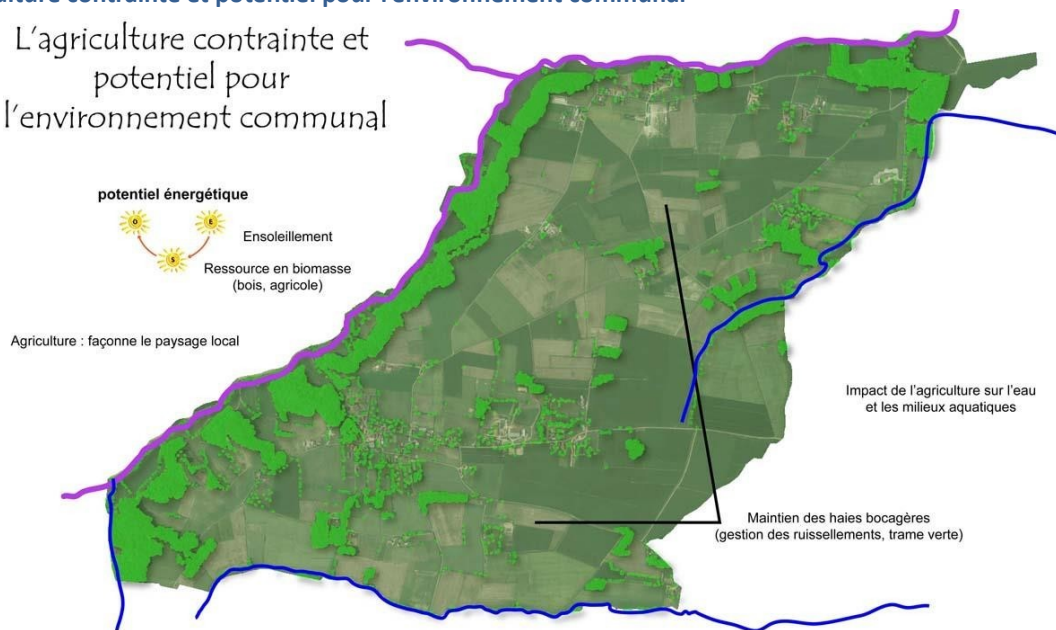 L'agriculture contrainte et
potentiel pour
l'environnement communal
potentiel énergétique
O
E
S
Ensoleillement
Ressource en biomasse
(bois, agricole)
Agriculture : façonne le paysage local
Impact de l'agriculture sur l'eau
et les milieux aquatiques
Maintien des haies bocagères
(gestion des ruissellements, trame verte)